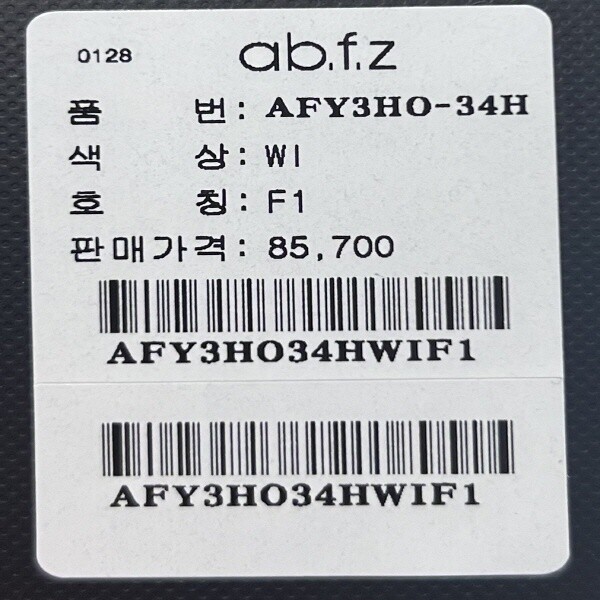 0128 ab.f.z
품 번: AFY3HO-34H
색 상: WI
호 칭: F1
판매가격: 85,700
AFY3HO34HWIF1
AFY3HO34HWIF1